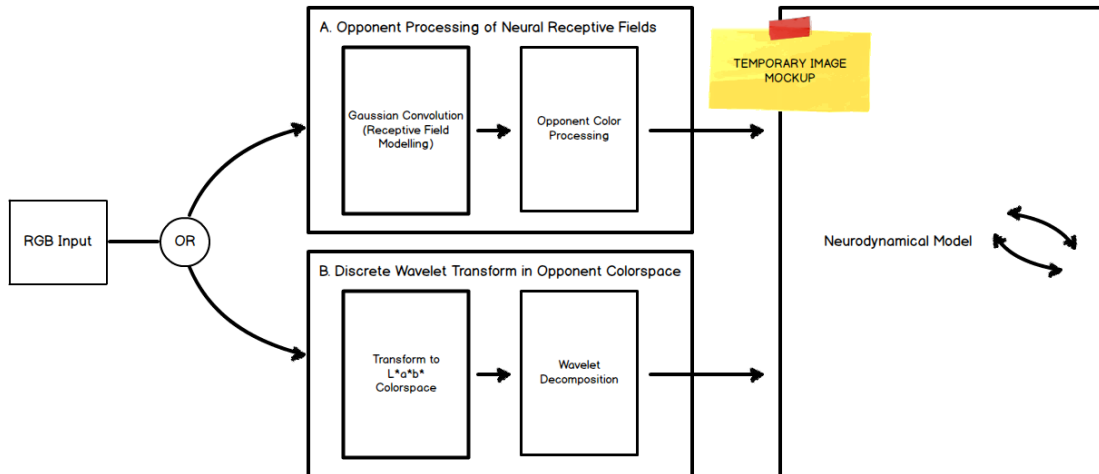 A. Opponent Processing of Neural Receptive Fields
Gaussian Convolution
(Receptive Field
Modelling)
Opponent Color
Processing
TEMPORARY IMAGE
MOCKUP
RGB Input
OR
Neurodynamical Model
B. Discrete Wavelet Transform in Opponent Colorspace
Transform to
L*a*b*
Colorspace
Wavelet
Decomposition